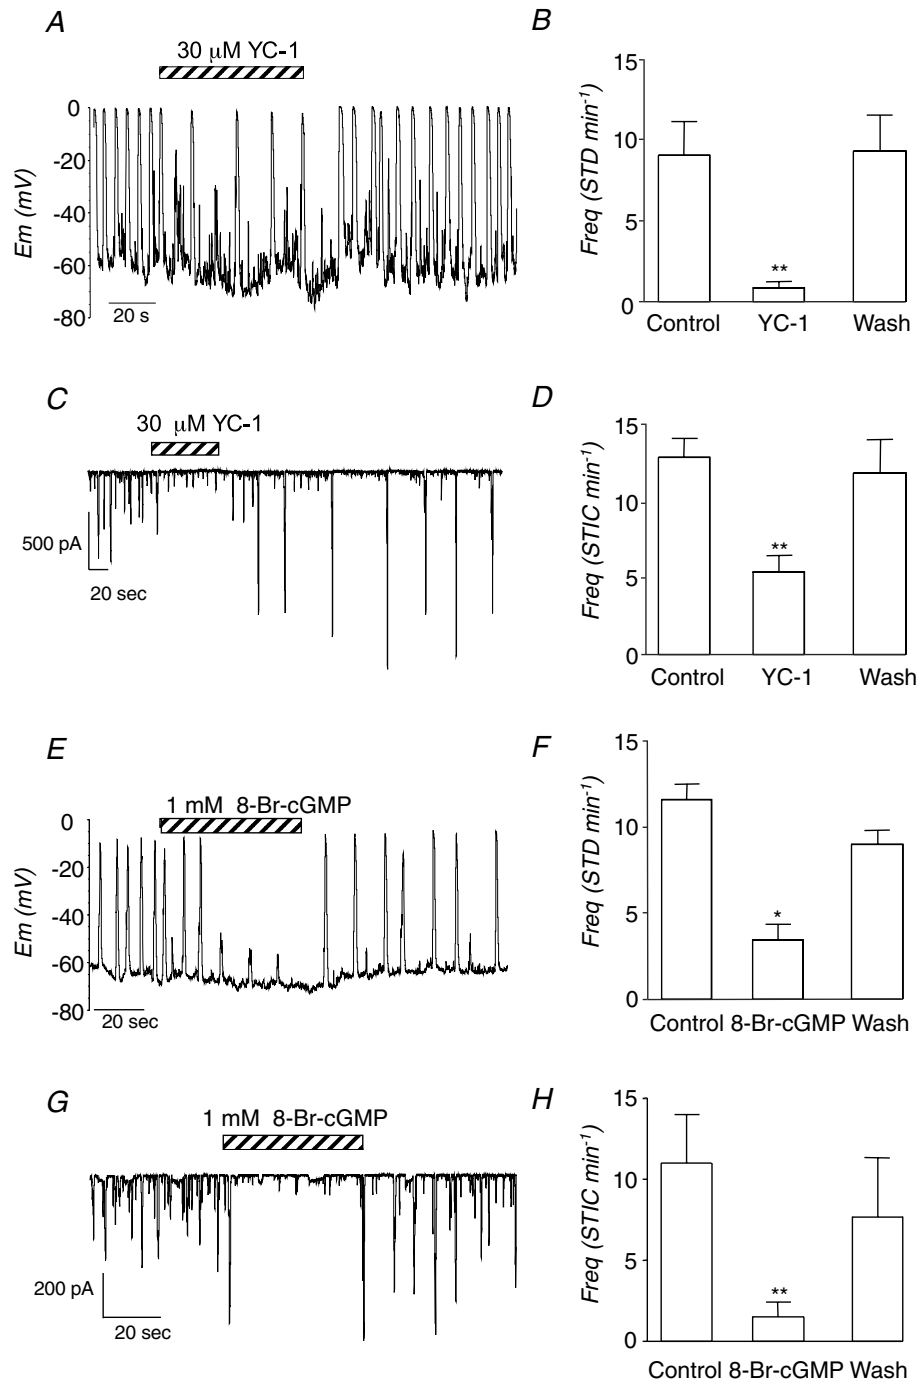 A
30 μM YC-1
0
-20
-40
-60
-80
Em (mV)
20 s
B
15
10
5
0
Freq (STD min-1)
**
Control YC-1 Wash
C
30 μM YC-1
500 pA
20 sec
D
15
10
5
0
Freq (STIC min-1)
**
Control YC-1 Wash
E
1 mM 8-Br-cGMP
0
-20
-40
-60
-80
Em (mV)
20 sec
F
15
10
5
0
Freq (STD min-1)
*
Control 8-Br-cGMP Wash
G
1 mM 8-Br-cGMP
200 pA
20 sec
H
15
10
5
0
Freq (STIC min-1)
**
Control 8-Br-cGMP Wash